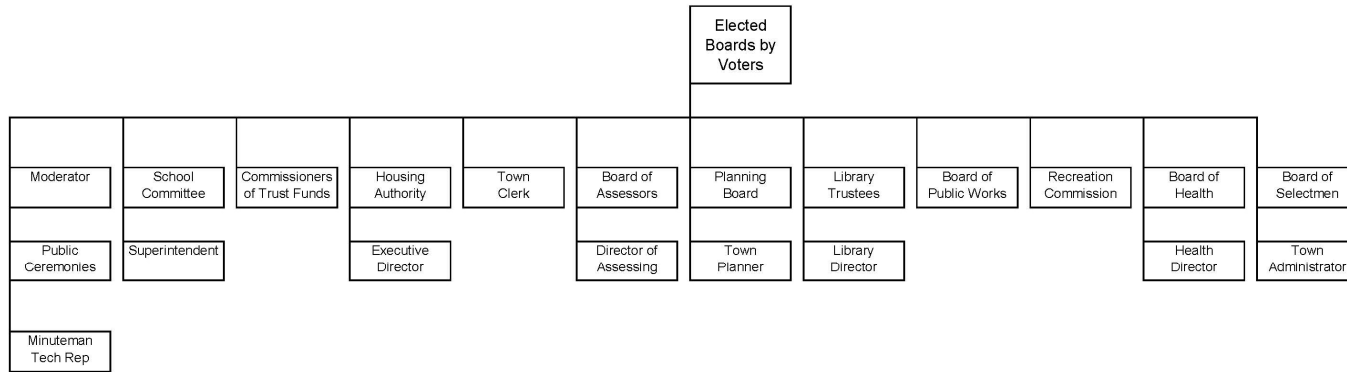 Elected
Boards by
Voters
Moderator
School
Committee
Commissioners
of Trust Funds
Housing
Authority
Town
Clerk
Board of
Assessors
Planning
Board
Library
Trustees
Board of
Public Works
Recreation
Commission
Board of
Health
Board of
Selectmen
Public
Ceremonies
Superintendent
Executive
Director
Director of
Assessing
Town
Planner
Library
Director
Health
Director
Town
Administrator
Minuteman
Tech Rep